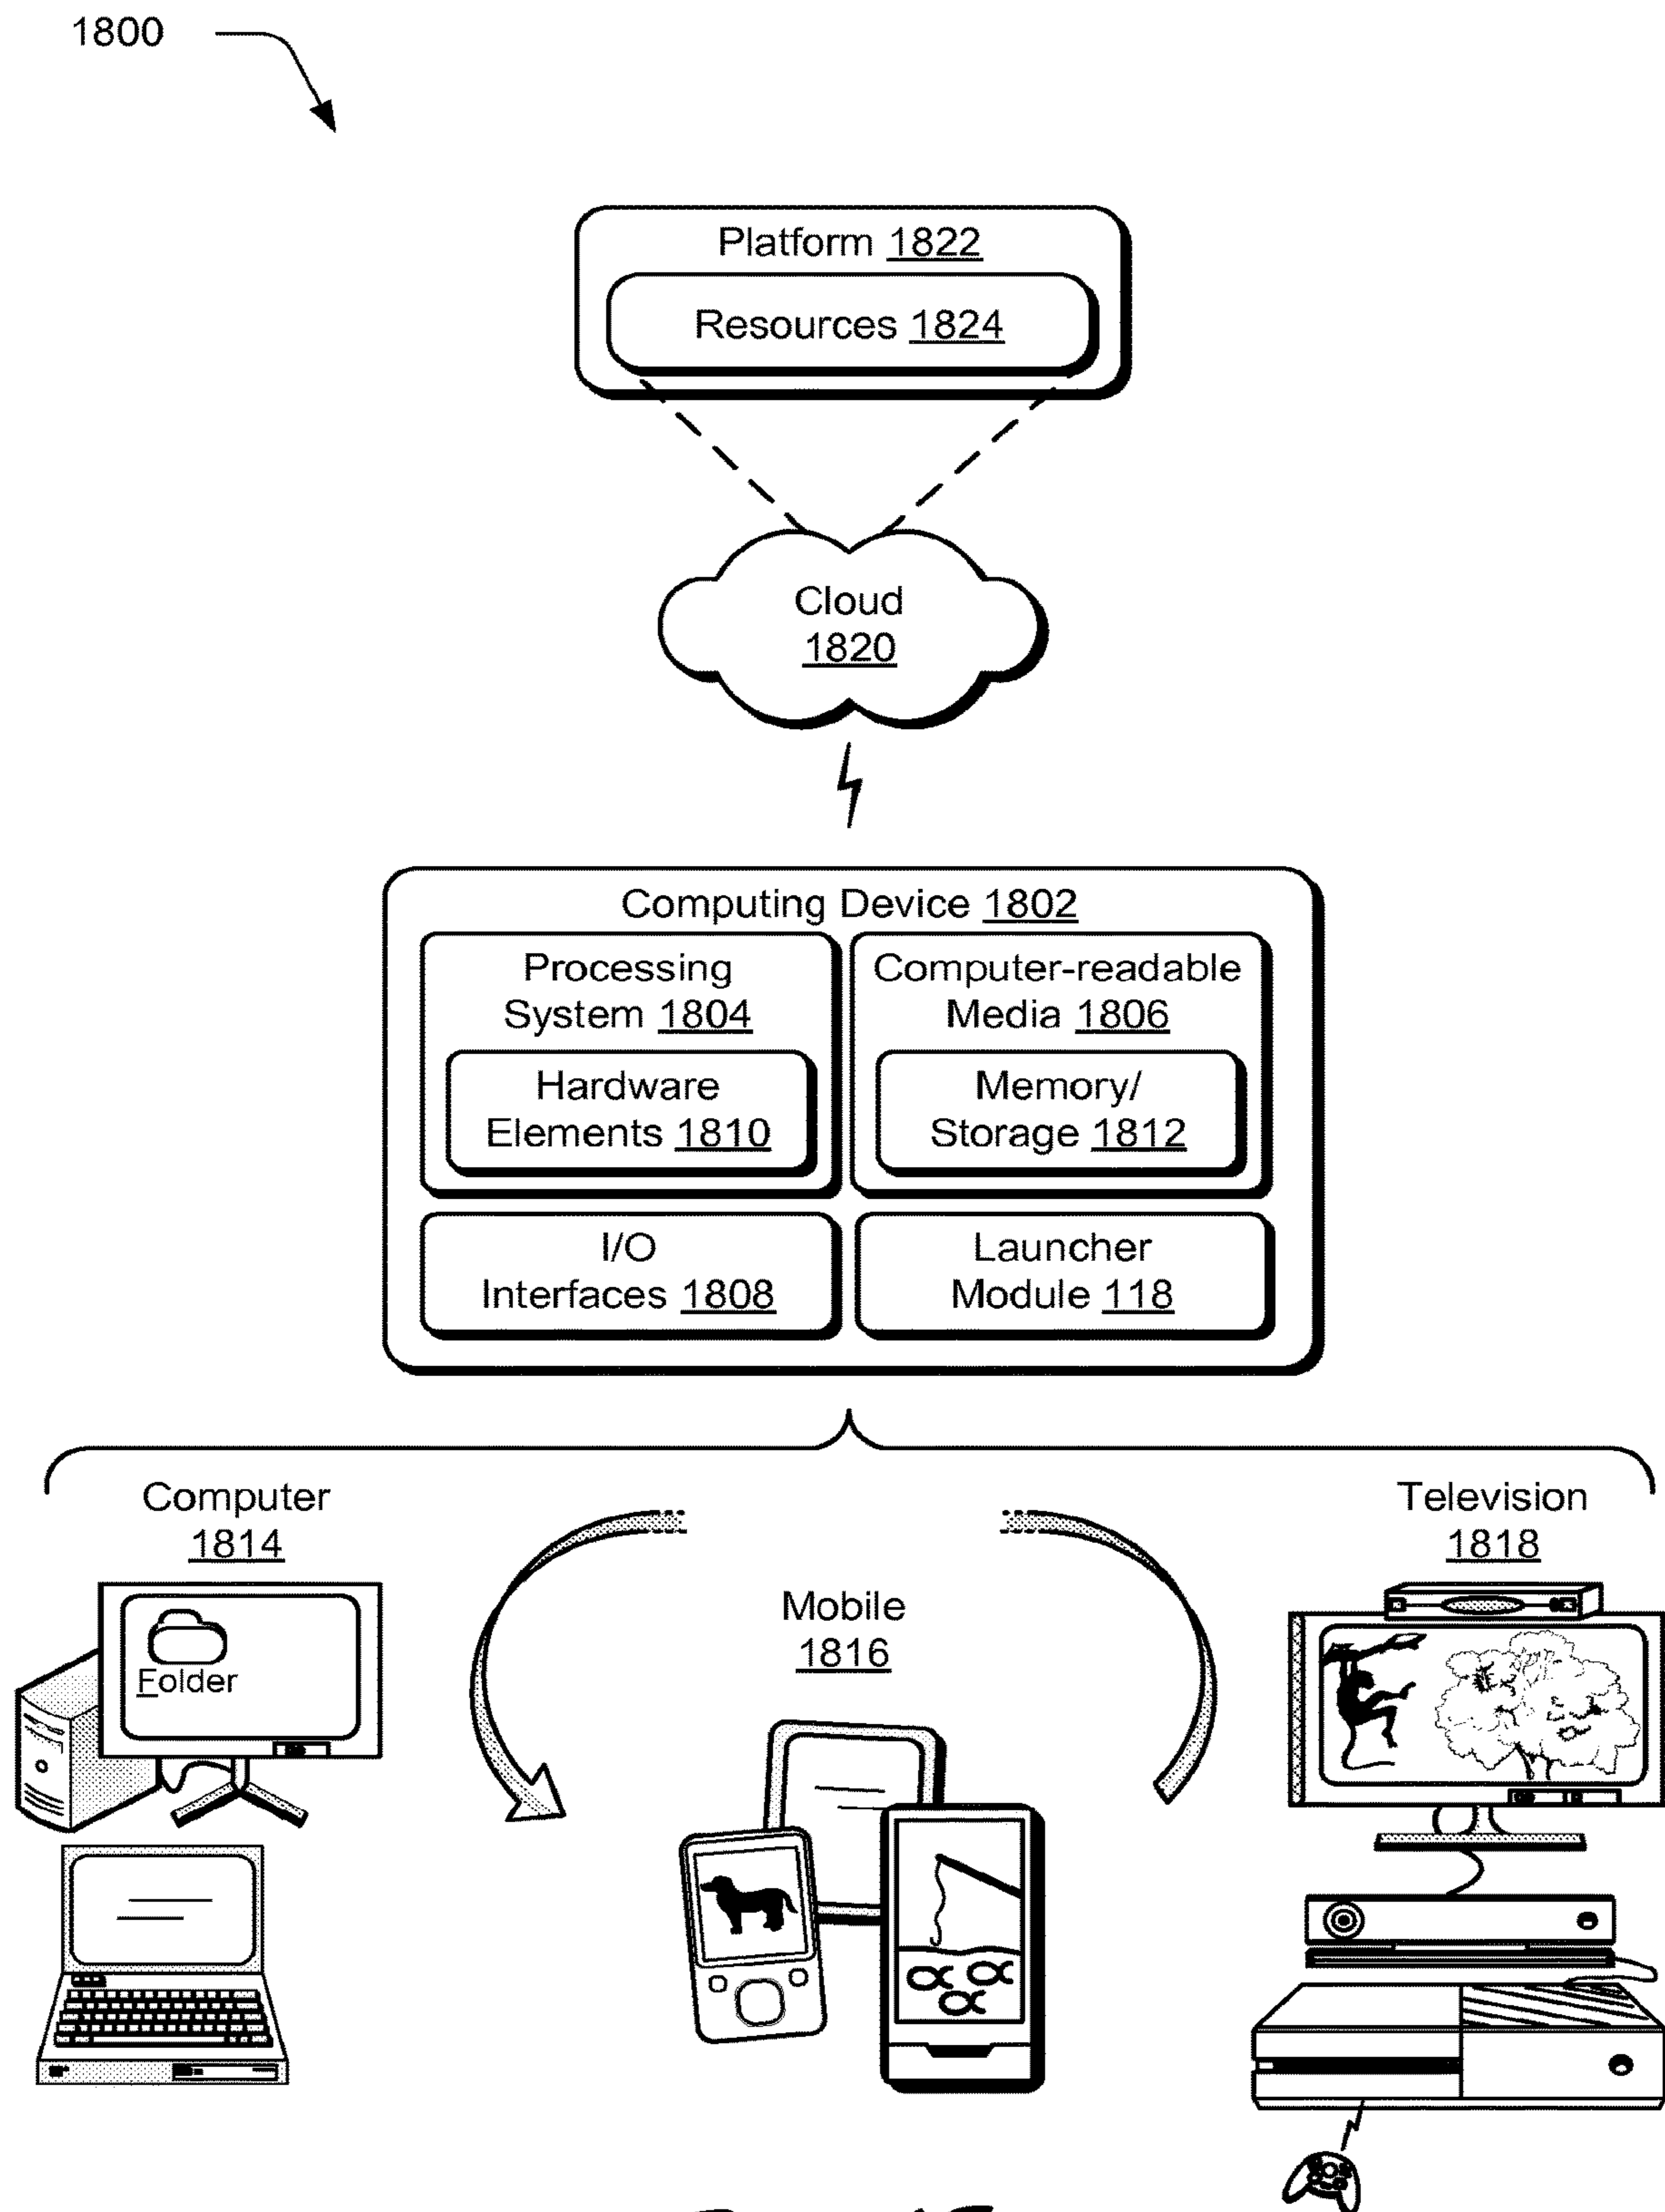 1800
Platform 1822
Resources 1824
Cloud
1820
Computing Device 1802
Processing
System 1804
Computer-readable
Media 1806
Hardware
Elements 1810
Memory/
Storage 1812
I/O
Interfaces 1808
Launcher
Module 118
Computer
1814
Television
1818
Mobile
1816
Folder